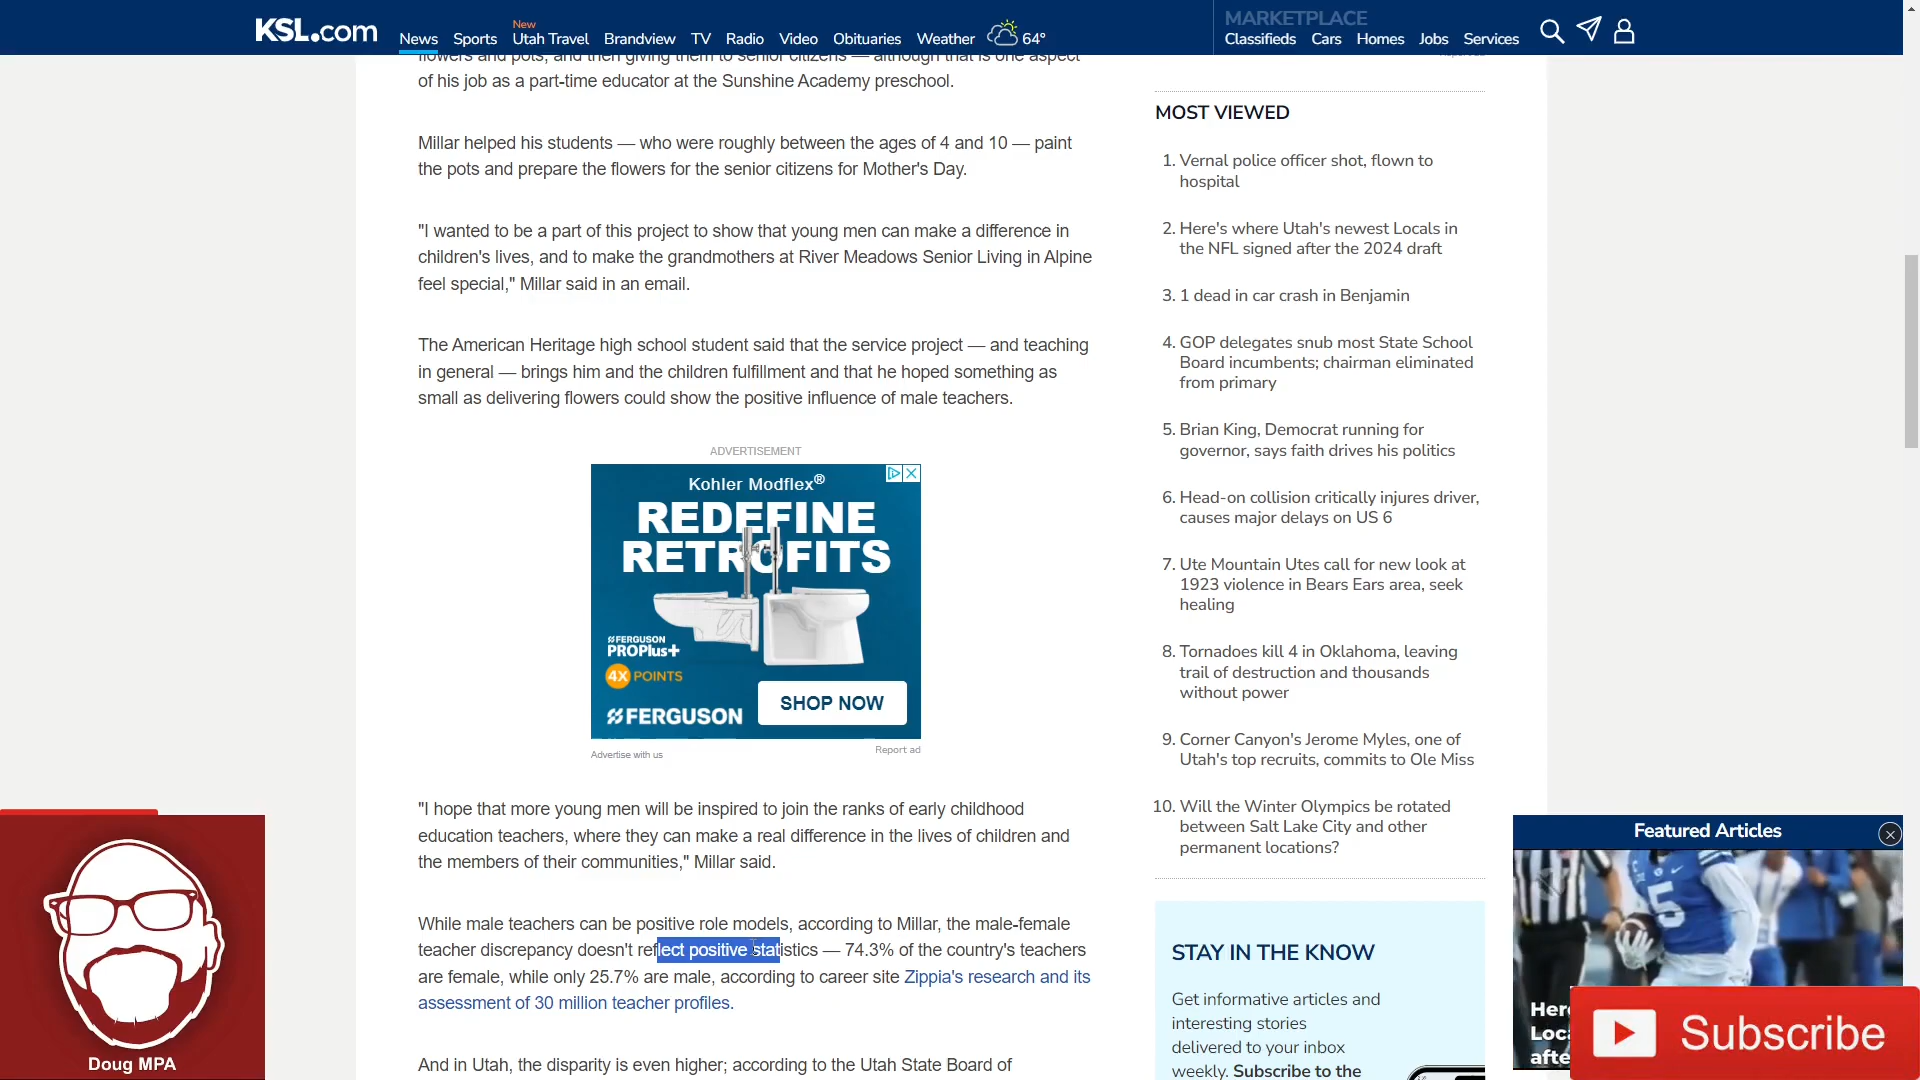 KSL.com
News
Sports
New
Utah Travel
Brandview
TV
Radio
Video
Obituaries
Weather
64°
MARKETPLACE
Classifieds
Cars
Homes
Jobs
Services
flowers and pots, and then giving them to senior citizens — although that is one aspect
of his job as a part-time educator at the Sunshine Academy preschool.
Millar helped his students — who were roughly between the ages of 4 and 10 — paint
the pots and prepare the flowers for the senior citizens for Mother's Day.
"I wanted to be a part of this project to show that young men can make a difference in
children's lives, and to make the grandmothers at River Meadows Senior Living in Alpine
feel special," Millar said in an email.
The American Heritage high school student said that the service project — and teaching
in general — brings him and the children fulfillment and that he hoped something as
small as delivering flowers could show the positive influence of male teachers.
ADVERTISEMENT
Kohler Modflex®
REDEFINE
RETROFITS
FERGUSON
PROPlus+
4X POINTS
FERGUSON
SHOP NOW
Advertise with us
Report ad
"I hope that more young men will be inspired to join the ranks of early childhood
education teachers, where they can make a real difference in the lives of children and
the members of their communities," Millar said.
While male teachers can be positive role models, according to Millar, the male-female
teacher discrepancy doesn't reflect positive statistics — 74.3% of the country's teachers
are female, while only 25.7% are male, according to career site Zippia's research and its
assessment of 30 million teacher profiles.
And in Utah, the disparity is even higher; according to the Utah State Board of
MOST VIEWED
1. Vernal police officer shot, flown to
hospital
2. Here's where Utah's newest Locals in
the NFL signed after the 2024 draft
3. 1 dead in car crash in Benjamin
4. GOP delegates snub most State School
Board incumbents; chairman eliminated
from primary
5. Brian King, Democrat running for
governor, says faith drives his politics
6. Head-on collision critically injures driver,
causes major delays on US 6
7. Ute Mountain Utes call for new look at
1923 violence in Bears Ears area, seek
healing
8. Tornadoes kill 4 in Oklahoma, leaving
trail of destruction and thousands
without power
9. Corner Canyon's Jerome Myles, one of
Utah's top recruits, commits to Ole Miss
10. Will the Winter Olympics be rotated
between Salt Lake City and other
permanent locations?
STAY IN THE KNOW
Get informative articles and
interesting stories
delivered to your inbox
weekly. Subscribe to the
Featured Articles
5
Her
Loc
afte
Subscribe
Doug MPA